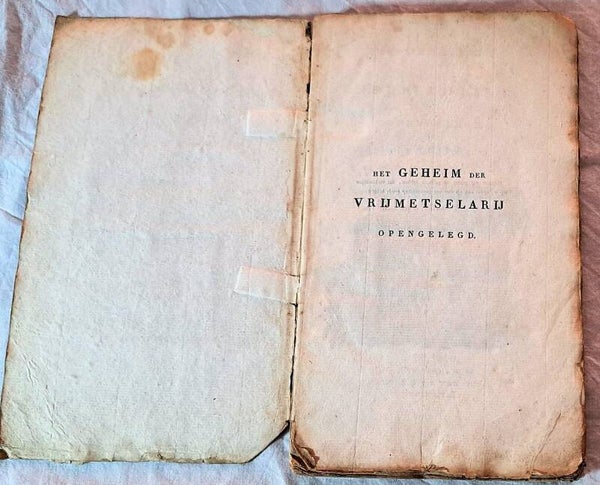 HET GEHEIM DER
VRIJMETSELARIJ
OPENGELEGD.